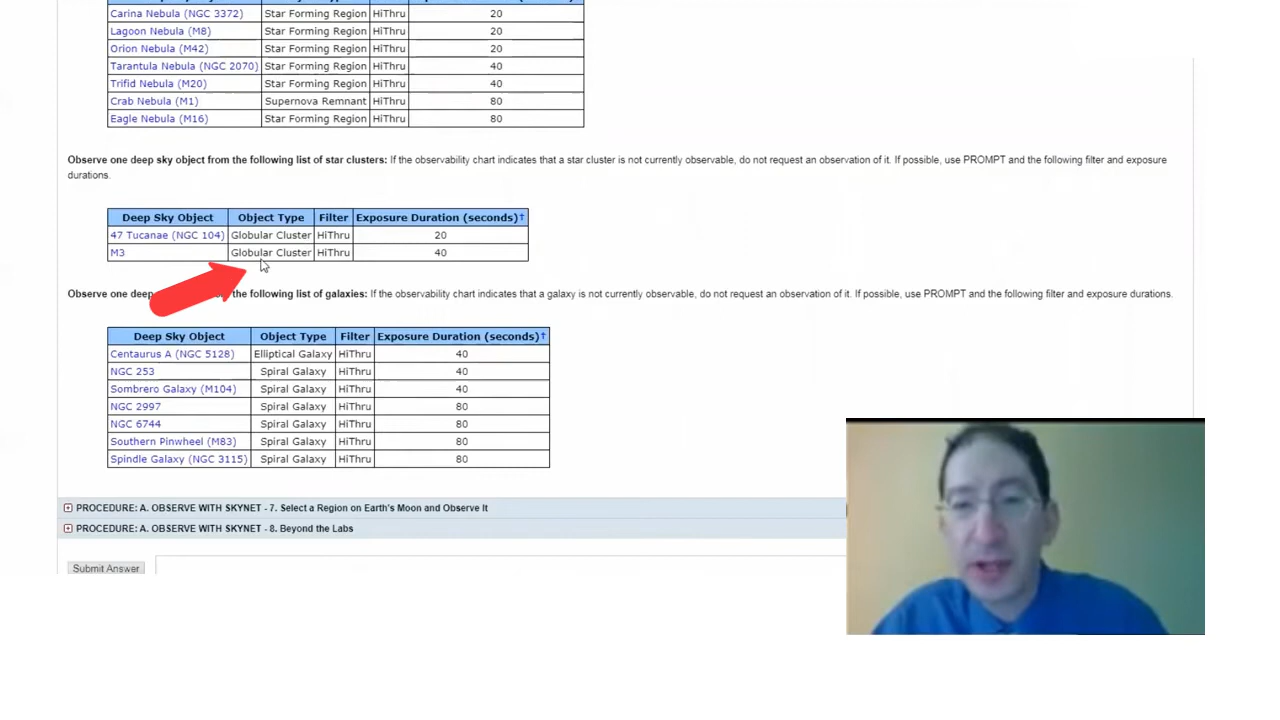 Carina Nebula (NGC 3372) Star Forming Region HiThru 20
Lagoon Nebula (M8) Star Forming Region HiThru 20
Orion Nebula (M42) Star Forming Region HiThru 20
Tarantula Nebula (NGC 2070) Star Forming Region HiThru 40
Trifid Nebula (M20) Star Forming Region HiThru 40
Crab Nebula (M1) Supernova Remnant HiThru 80
Eagle Nebula (M16) Star Forming Region HiThru 80
Observe one deep sky object from the following list of star clusters: If the observability chart indicates that a star cluster is not currently observable, do not request an observation of it. If possible, use PROMPT and the following filter and exposure
durations.
Deep Sky Object Object Type Filter Exposure Duration (seconds)†
47 Tucanae (NGC 104) Globular Cluster HiThru 20
M3 Globular Cluster HiThru 40
Observe one deep the following list of galaxies: If the observability chart indicates that a galaxy is not currently observable, do not request an observation of it. If possible, use PROMPT and the following filter and exposure durations.
Deep Sky Object Object Type Filter Exposure Duration (seconds)†
Centaurus A (NGC 5128) Elliptical Galaxy HiThru 40
NGC 253 Spiral Galaxy HiThru 40
Sombrero Galaxy (M104) Spiral Galaxy HiThru 40
NGC 2997 Spiral Galaxy HiThru 80
NGC 6744 Spiral Galaxy HiThru 80
Southern Pinwheel (M83) Spiral Galaxy HiThru 80
Spindle Galaxy (NGC 3115) Spiral Galaxy HiThru 80
PROCEDURE: A. OBSERVE WITH SKYNET - 7. Select a Region on Earth's Moon and Observe It
PROCEDURE: A. OBSERVE WITH SKYNET - 8. Beyond the Labs
Submit Answer